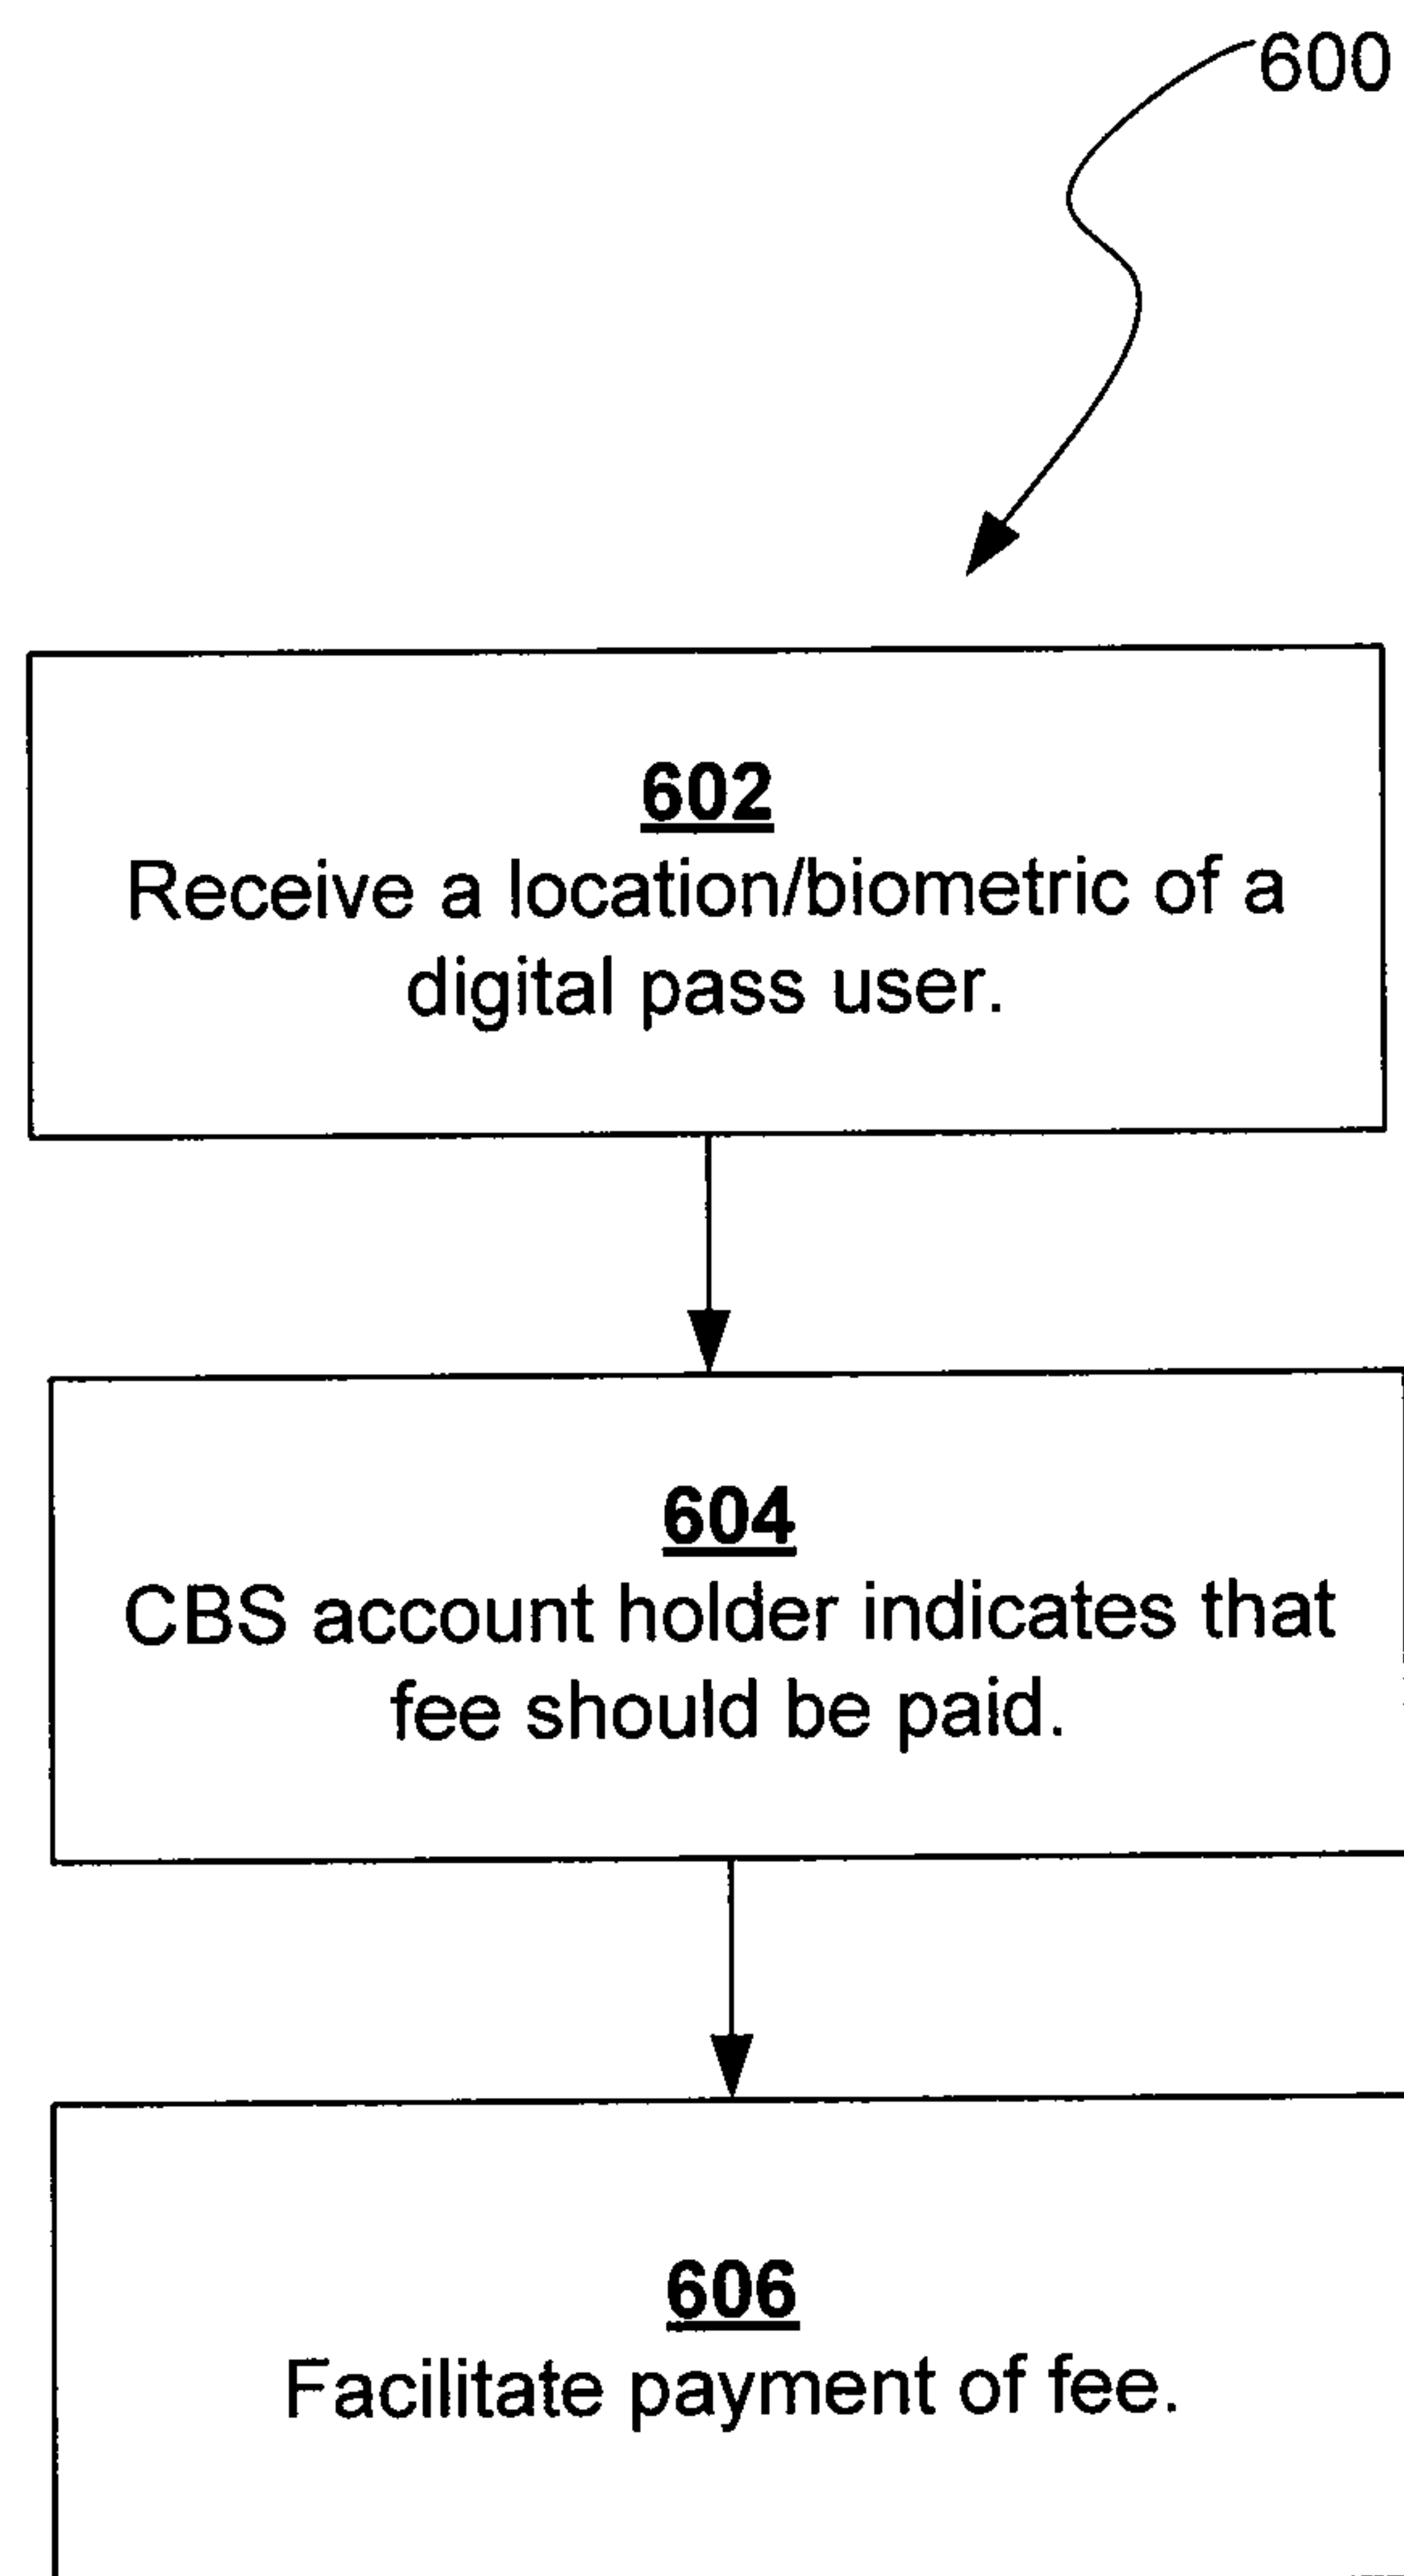 600
602
Receive a location/biometric of a
digital pass user.
604
CBS account holder indicates that
fee should be paid.
606
Facilitate payment of fee.